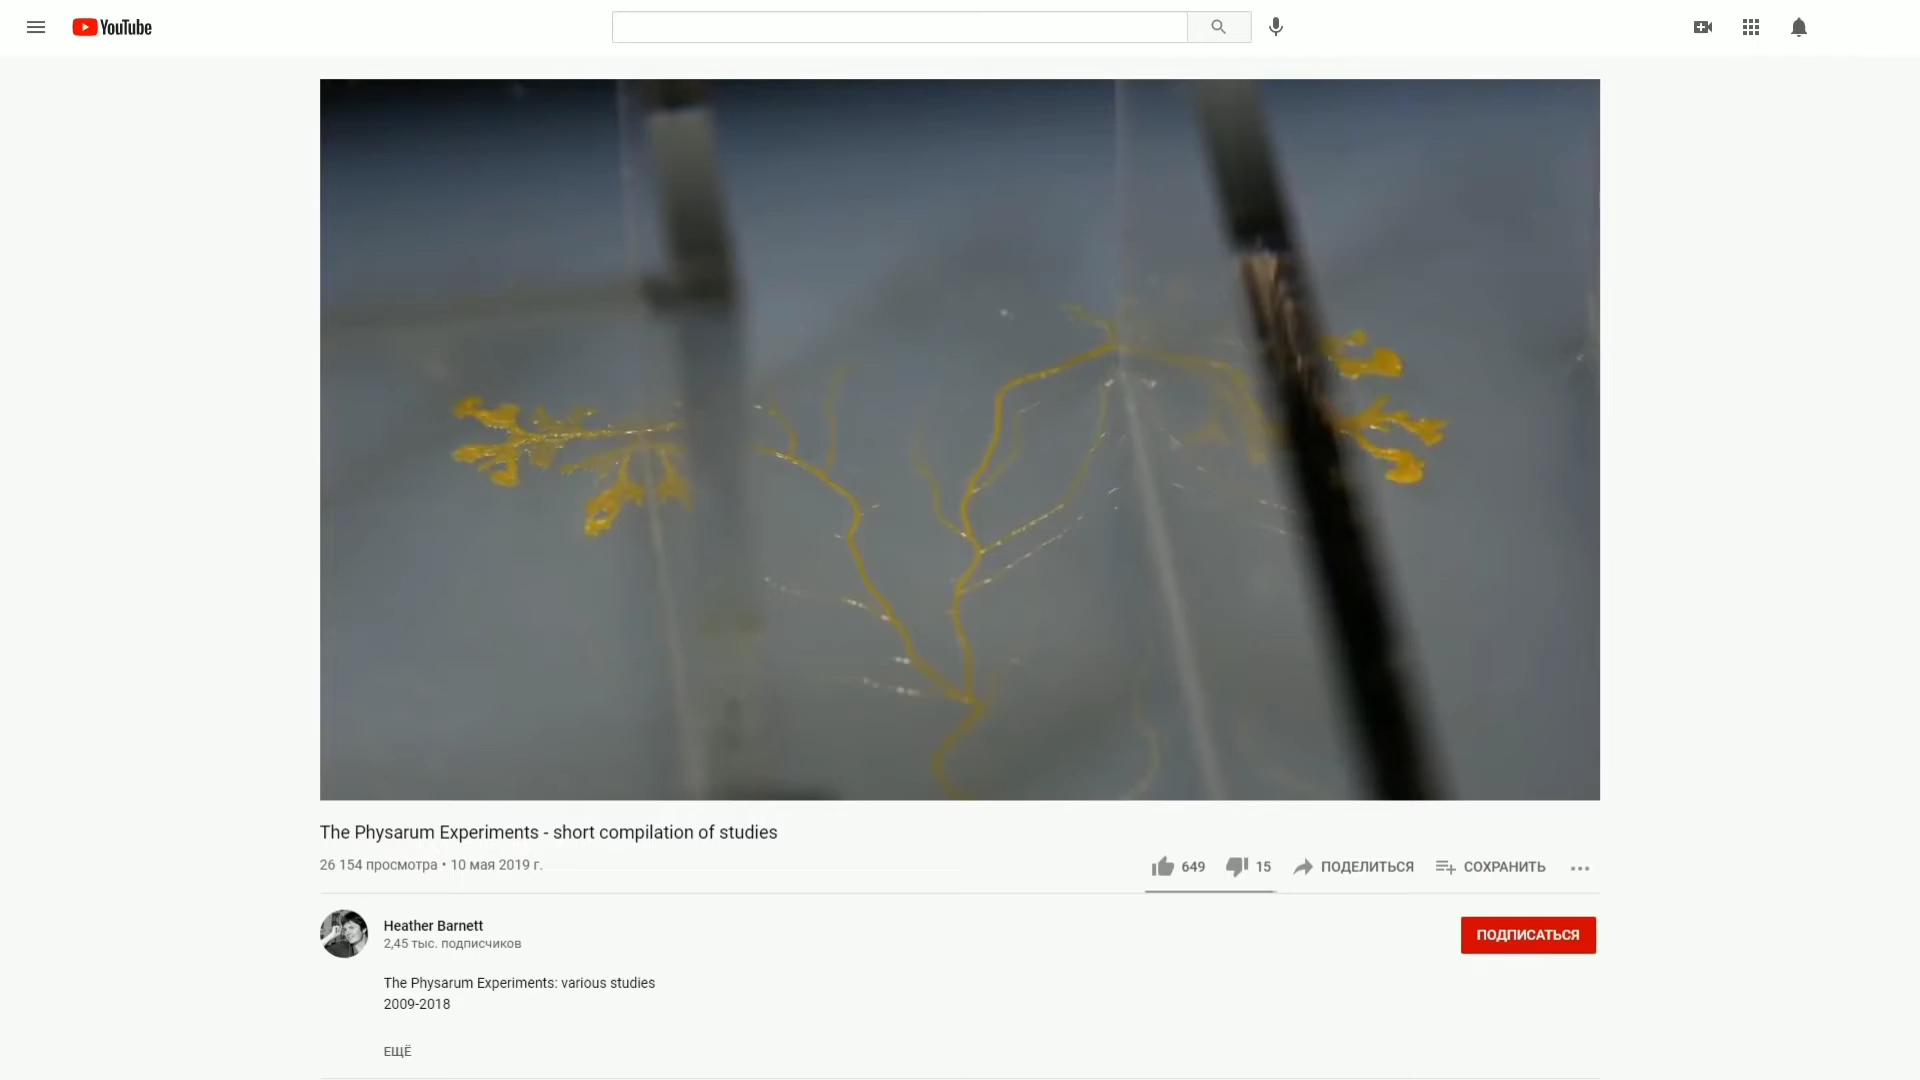 YouTube
The Physarum Experiments - short compilation of studies
26 154 просмотра • 10 мая 2019 г.
649 15 ПОДЕЛИТЬСЯ СОХРАНИТЬ
Heather Barnett
2,45 тыс. подписчиков
ПОДПИСАТЬСЯ
The Physarum Experiments: various studies
2009-2018
ЕЩЁ